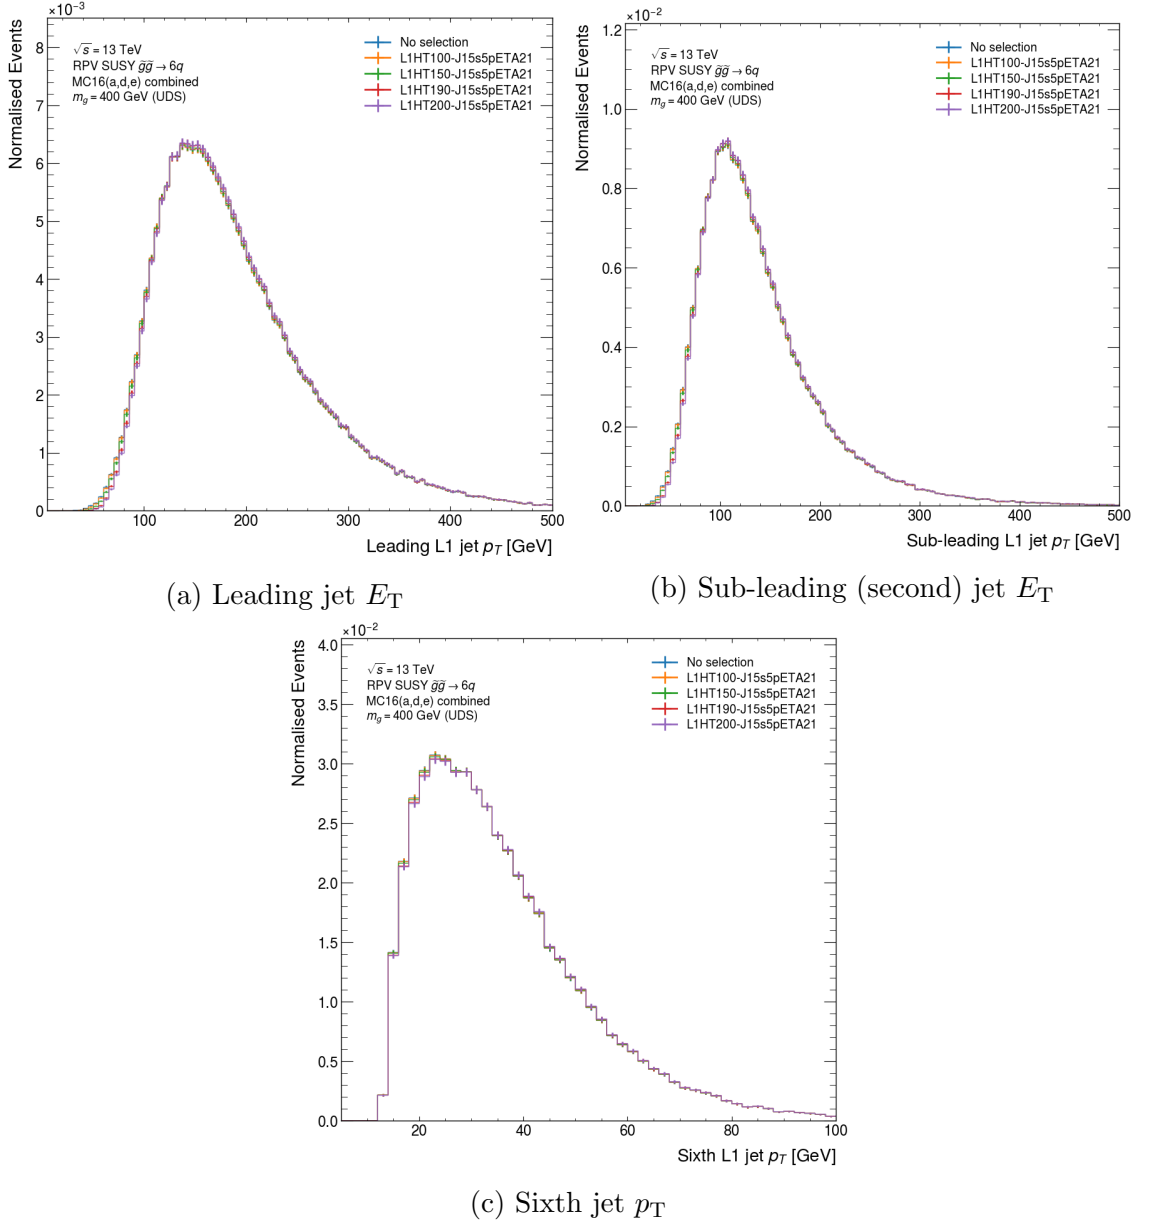 ×10⁻³
Normalised Events
8
7
6
5
4
3
2
1
0
√s = 13 TeV
RPV SUSY g̃g̃ → 6q
MC16(a,d,e) combined
m_g = 400 GeV (UDS)
No selection
L1HT100-J15s5pETA21
L1HT150-J15s5pETA21
L1HT190-J15s5pETA21
L1HT200-J15s5pETA21
100 200 300 400 500
Leading L1 jet p_T [GeV]
(a) Leading jet E_T
×10⁻²
Normalised Events
1.2
1.0
0.8
0.6
0.4
0.2
0.0
√s = 13 TeV
RPV SUSY g̃g̃ → 6q
MC16(a,d,e) combined
m_g = 400 GeV (UDS)
No selection
L1HT100-J15s5pETA21
L1HT150-J15s5pETA21
L1HT190-J15s5pETA21
L1HT200-J15s5pETA21
100 200 300 400 500
Sub-leading L1 jet p_T [GeV]
(b) Sub-leading (second) jet E_T
×10⁻²
Normalised Events
4.0
3.5
3.0
2.5
2.0
1.5
1.0
0.5
0.0
√s = 13 TeV
RPV SUSY g̃g̃ → 6q
MC16(a,d,e) combined
m_g = 400 GeV (UDS)
No selection
L1HT100-J15s5pETA21
L1HT150-J15s5pETA21
L1HT190-J15s5pETA21
L1HT200-J15s5pETA21
20 40 60 80 100
Sixth L1 jet p_T [GeV]
(c) Sixth jet p_T